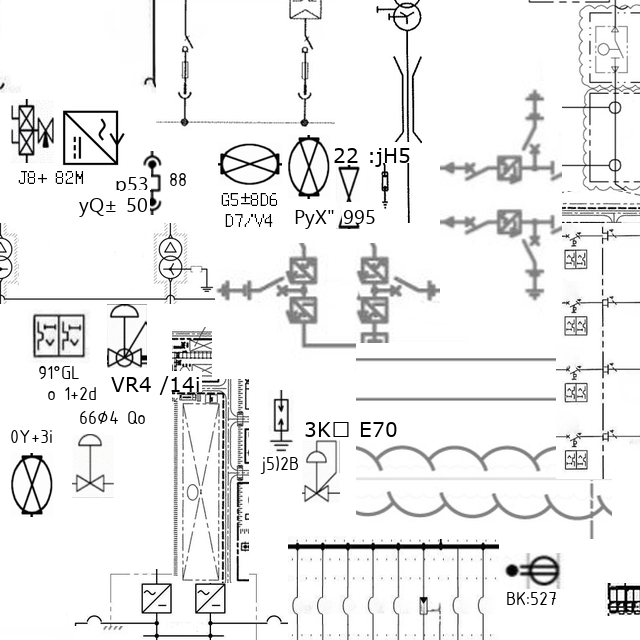 22 :jH5
J8+ 82M
p53
88
yQ± 50
G5±8D6
D7/V4
PyX" 995
91°GL
VR4 /14i
o 1+2d
66Ø4 Qo
0Y+3i
3K□ E70
j5)2B
BK:527